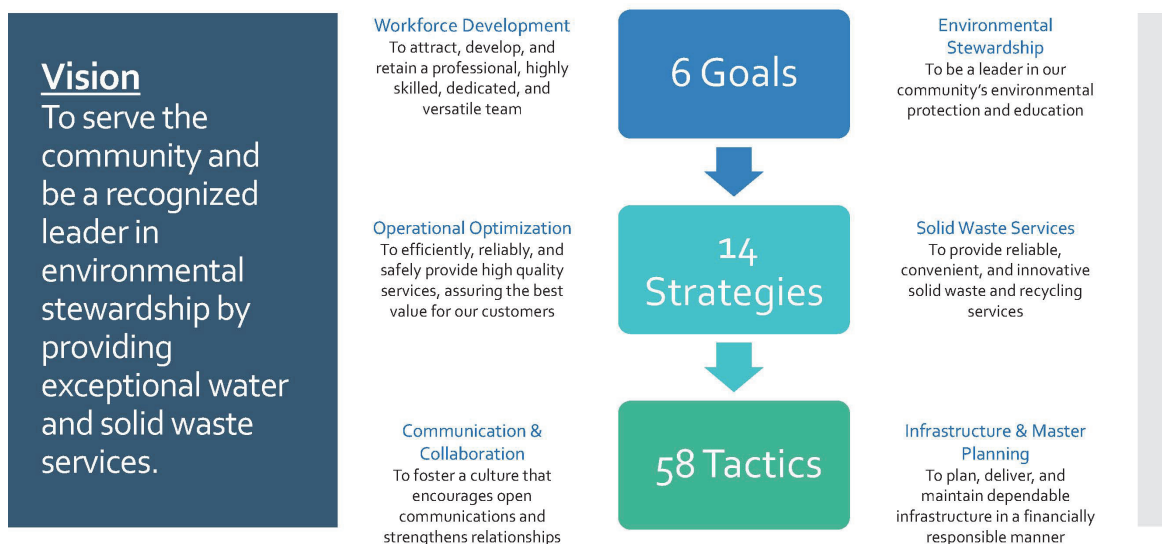 Vision
To serve the
community and
be a recognized
leader in
environmental
stewardship by
providing
exceptional water
and solid waste
services.
Workforce Development
To attract, develop, and
retain a professional, highly
skilled, dedicated, and
versatile team
Operational Optimization
To efficiently, reliably, and
safely provide high quality
services, assuring the best
value for our customers
Communication &
Collaboration
To foster a culture that
encourages open
communications and
strengthens relationships
6 Goals
14
Strategies
58 Tactics
Environmental
Stewardship
To be a leader in our
community's environmental
protection and education
Solid Waste Services
To provide reliable,
convenient, and innovative
solid waste and recycling
services
Infrastructure & Master
Planning
To plan, deliver, and
maintain dependable
infrastructure in a financially
responsible manner